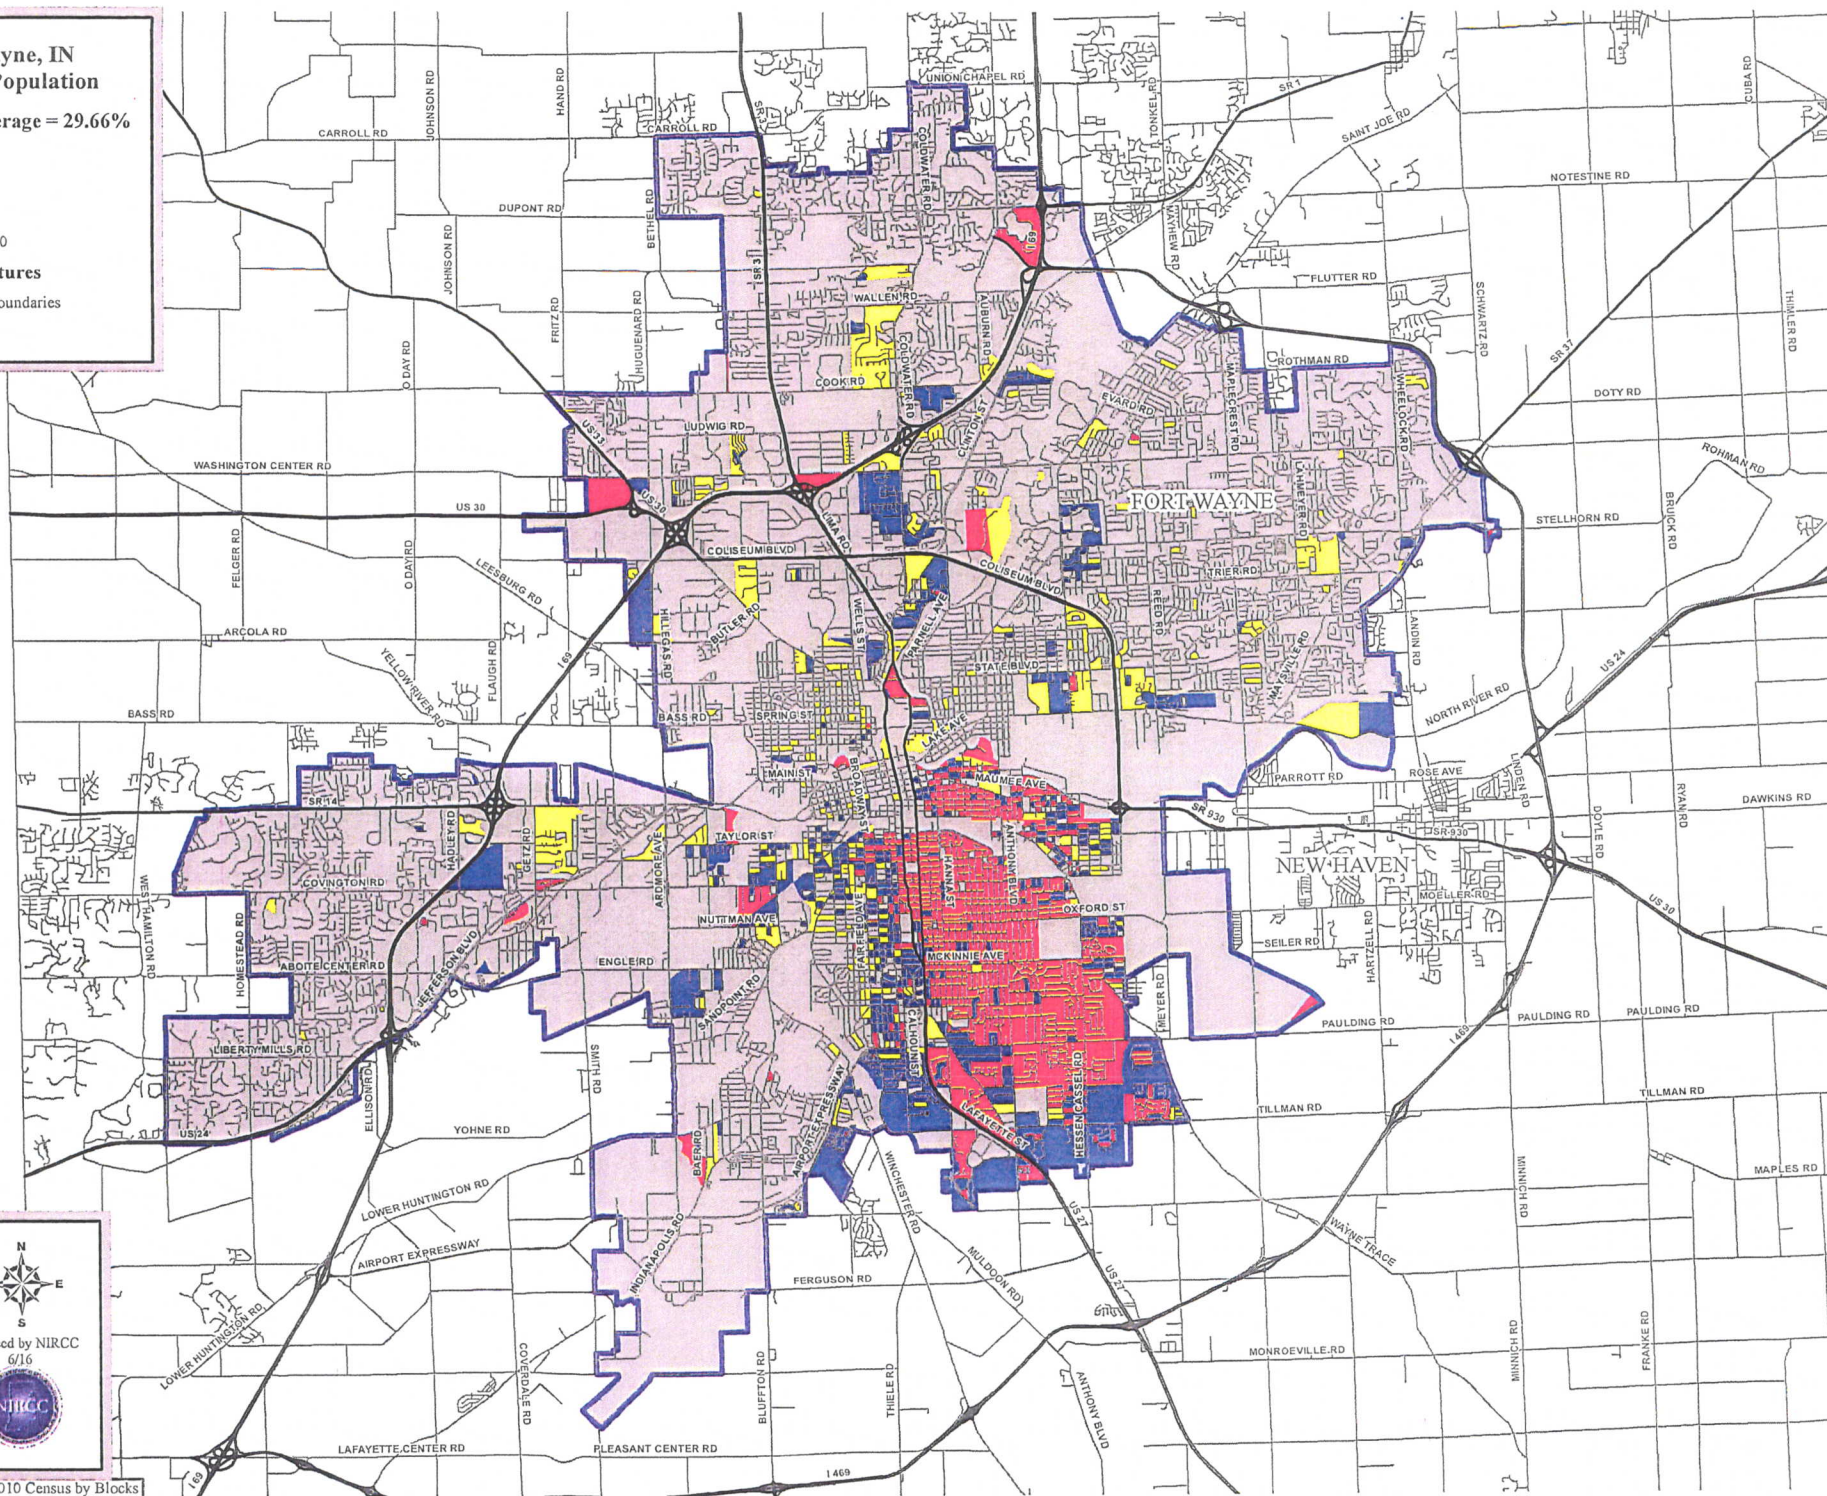 yne, IN
opulation
erage = 29.66%
0
tures
oundaries
UNION CHAPEL RD
TONKEL RD
SR 1
CUBA RD
SAINT JOE RD
CARROLL RD
JOHNSON RD
HAND RD
CARROLL RD
SR 3
COLDWATER RD
NOTESTINE RD
DUPONT RD
BETHEL RD
MAYHEW RD
I 69
JOHNSON RD
SR 3
FLUTTER RD
WALLEN RD
AUBURN RD
SCHWARTZ RD
THIMLER RD
FRITZ RD
HUGUENARD RD
O DAY RD
COLDWATER RD
ROTHMAN RD
SR 37
COOK RD
MAPLECREST RD
WHEELOCK RD
DOTY RD
EVARD RD
US 33
LUDWIG RD
CLINTON ST
WASHINGTON CENTER RD
ROHMAN RD
LAHMEYER RD
FORT WAYNE
US 30
US 30
LIMA RD
STELLHORN RD
BRUICK RD
FELGER RD
O DAY RD
COLISEUM BLVD
LEESBURG RD
COLISEUM BLVD
TRIER RD
REED RD
ARCOLA RD
HILLEGAS RD
BUTLER RD
WELLS ST
PARNELL AVE
LANDIN RD
YELLOW RIVER RD
FLAUGH RD
I 69
STATE BLVD
MAYSVILLE RD
US 24
NORTH RIVER RD
BASS RD
BASS RD
SPRING ST
LAKE AVE
MAIN ST
BROADWAY ST
MAUMEE AVE
PARROTT RD
ROSE AVE
LINDEN RD
SR 14
SR 930
RYAN RD
DAWKINS RD
HADLEY RD
GETZ RD
ARDMORE AVE
TAYLOR ST
ANTHONY BLVD
SR 930
DOYLE RD
NEW HAVEN
HANNA ST
COVINGTON RD
WEST HAMILTON RD
MOELLER RD
US 30
OXFORD ST
NUTTMAN AVE
FAIRFIELD AVE
HOMESTEAD RD
SEILER RD
HARTZELL RD
ABOITE CENTER RD
JEFFERSON BLVD
ENGLE RD
MCKINNIE AVE
SANDPOINT RD
MEYER RD
PAULDING RD
PAULDING RD
PAULDING RD
CALHOUN ST
I 469
LIBERTY MILLS RD
SMITH RD
ELLISON RD
HESSEN CASSEL RD
TILLMAN RD
AIRPORT EXPRESSWAY
LAFAYETTE ST
TILLMAN RD
US 24
YOHNE RD
BAER RD
WINCHESTER RD
MINICH RD
MAPLES RD
LOWER HUNTINGTON RD
US 27
WAYNE TRACE
INDIANAPOLIS RD
AIRPORT EXPRESSWAY
MULDOON RD
FERGUSON RD
US 27
N
E
S
LOWER HUNTINGTON RD
sed by NIRCC
6/16
NIRCC
COVERDALE RD
BLUFFTON RD
THIELE RD
ANTHONY BLVD
MONROEVILLE RD
MINNICH RD
FRANKE RD
LAFAYETTE CENTER RD
PLEASANT CENTER RD
I 69
I 469
010 Census by Blocks